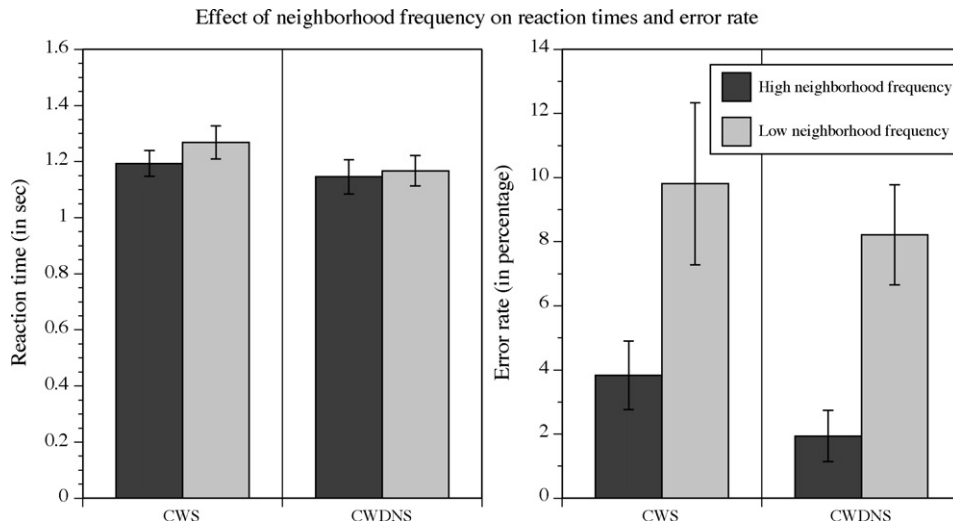 Effect of neighborhood frequency on reaction times and error rate
Reaction time (in sec)
1.6
1.4
1.2
1
0.8
0.6
0.4
0.2
0
CWS
CWDNS
Error rate (in percentage)
14
12
10
8
6
4
2
0
CWS
CWDNS
High neighborhood frequency
Low neighborhood frequency